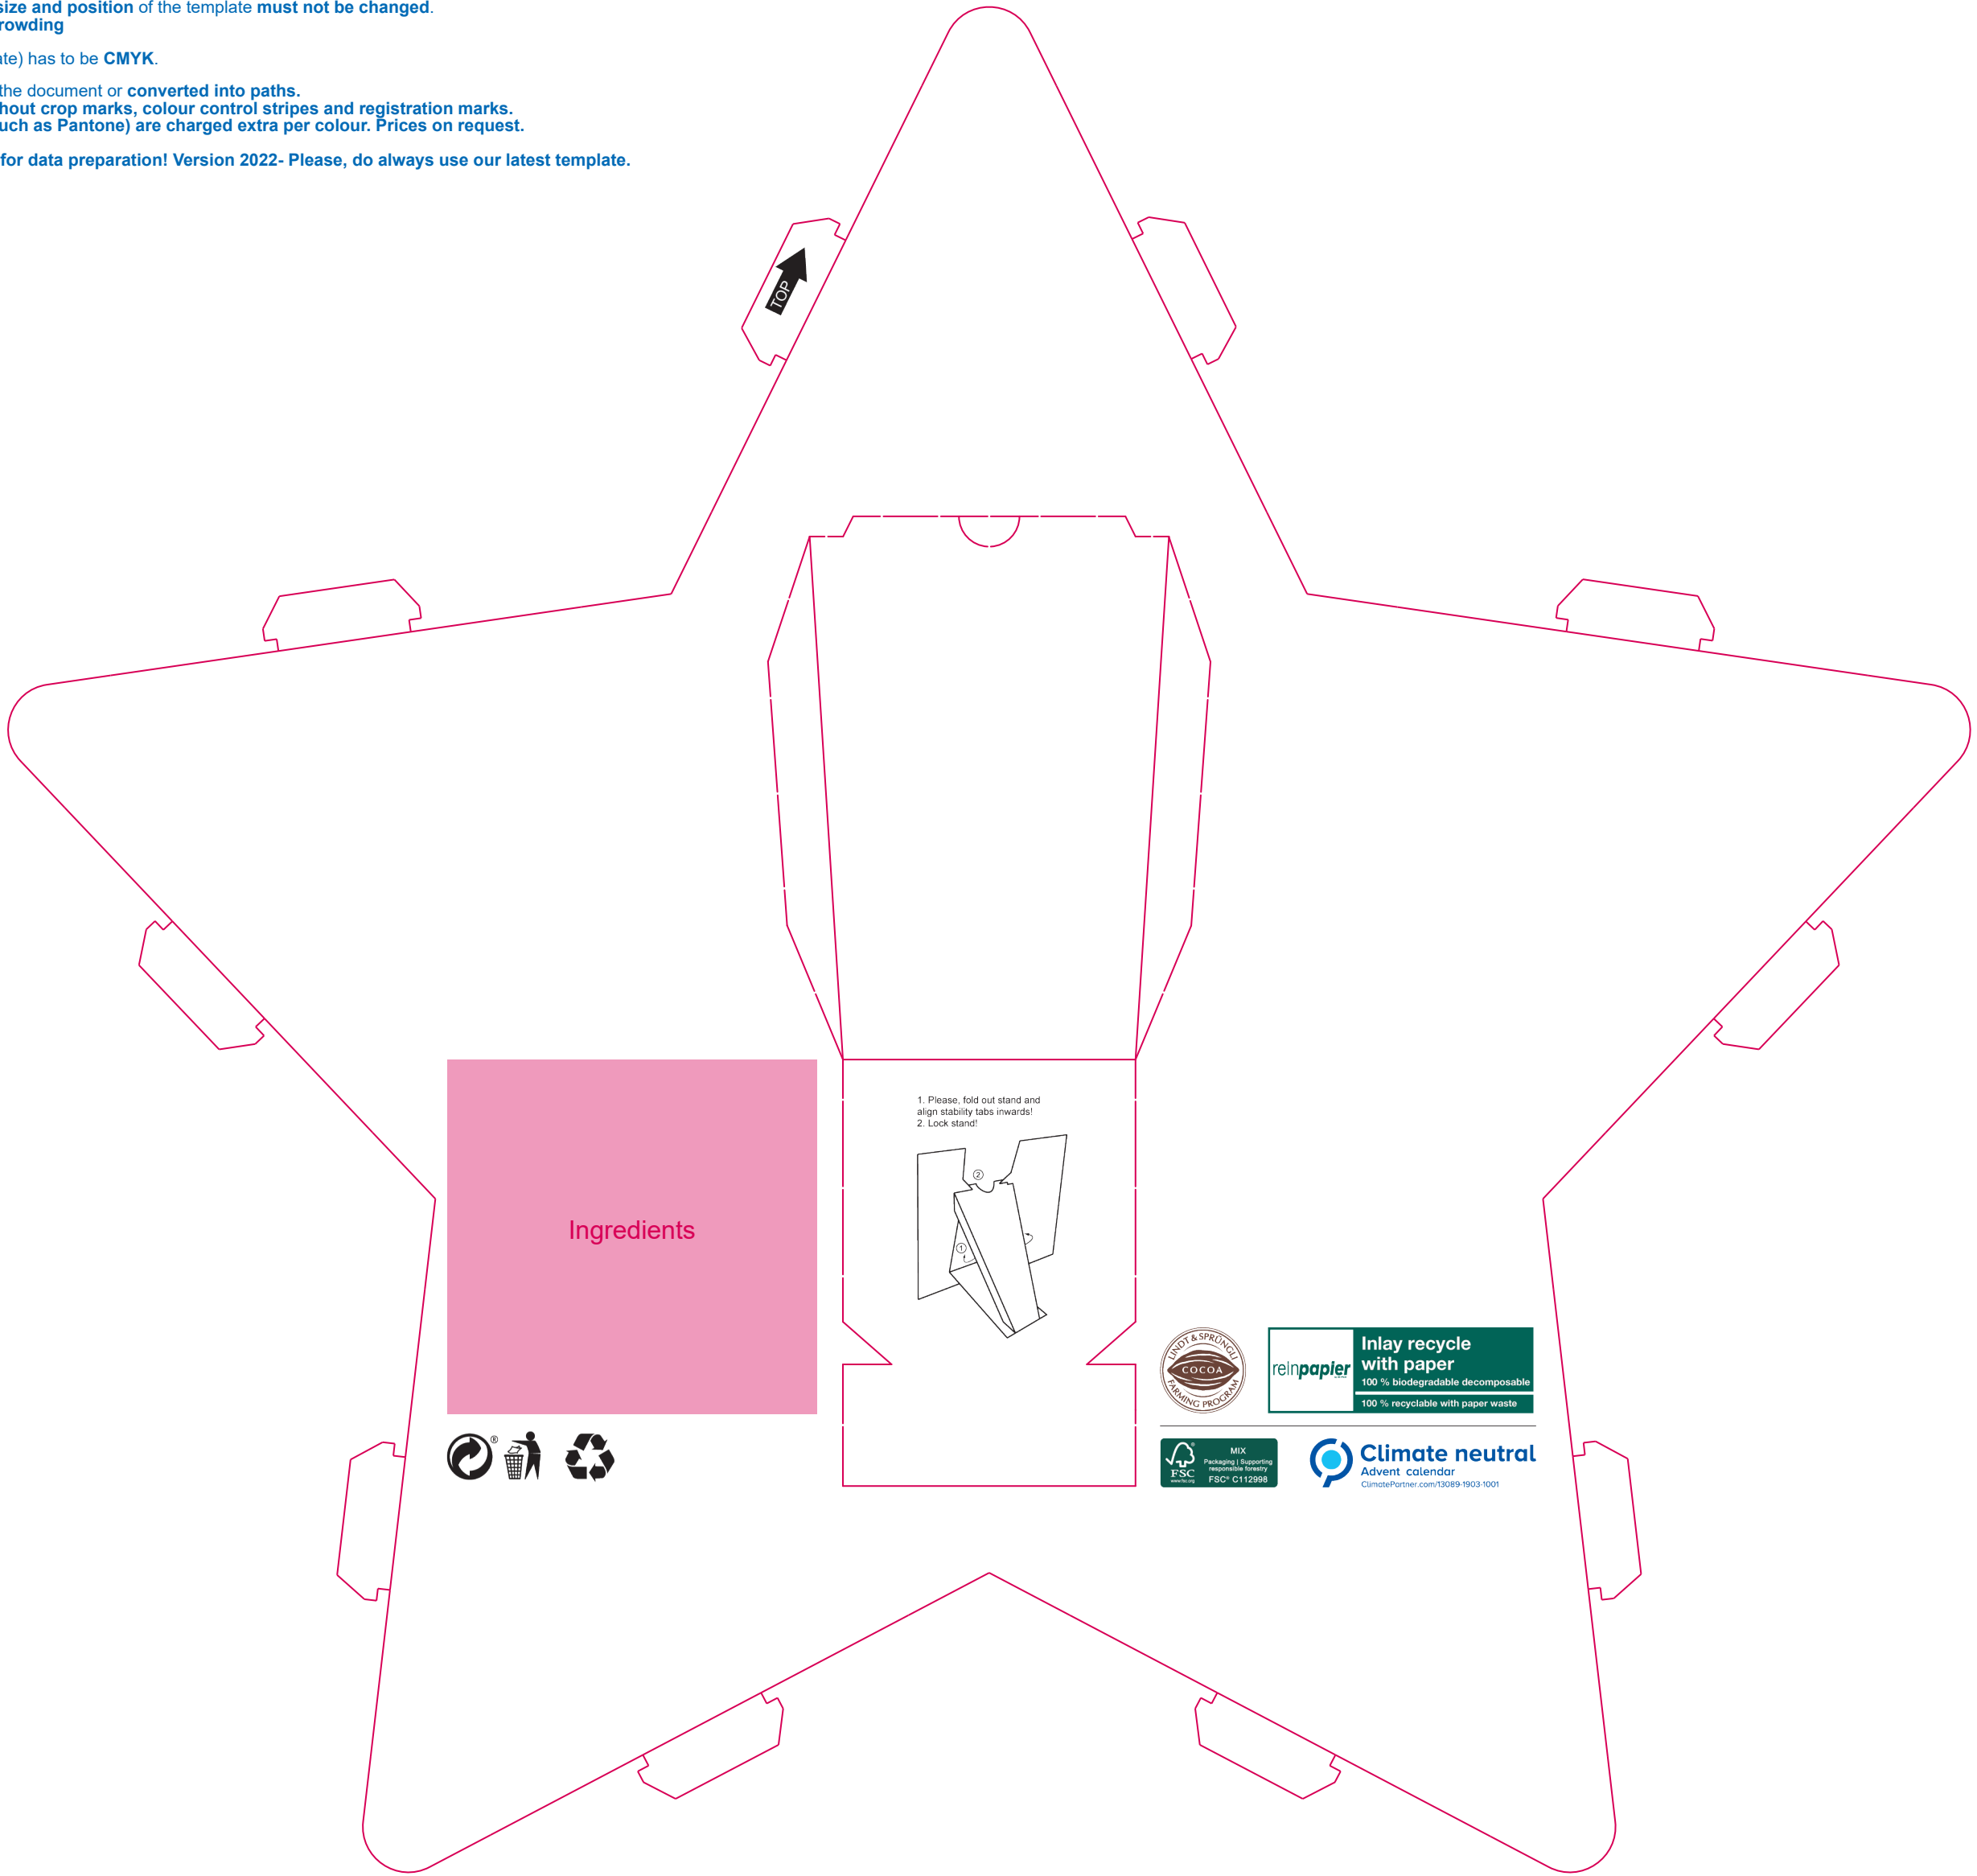 size and position of the template must not be changed.
rowding
ate) has to be CMYK.
the document or converted into paths.
hout crop marks, colour control stripes and registration marks.
uch as Pantone) are charged extra per colour. Prices on request.
for data preparation! Version 2022- Please, do always use our latest template.
TOP
1. Please, fold out stand and
align stability tabs inwards!
2. Lock stand!
2
1
Ingredients
LINDT & SPRÜNGLI
COCOA
FARMING PROGRAM
reinpapier
Inlay recycle
with paper
100 % biodegradable decomposable
100 % recyclable with paper waste
®
FSC
www.fsc.org
MIX
Packaging | Supporting
responsible forestry
FSC® C112998
Climate neutral
Advent calendar
ClimatePartner.com/13089-1903-1001